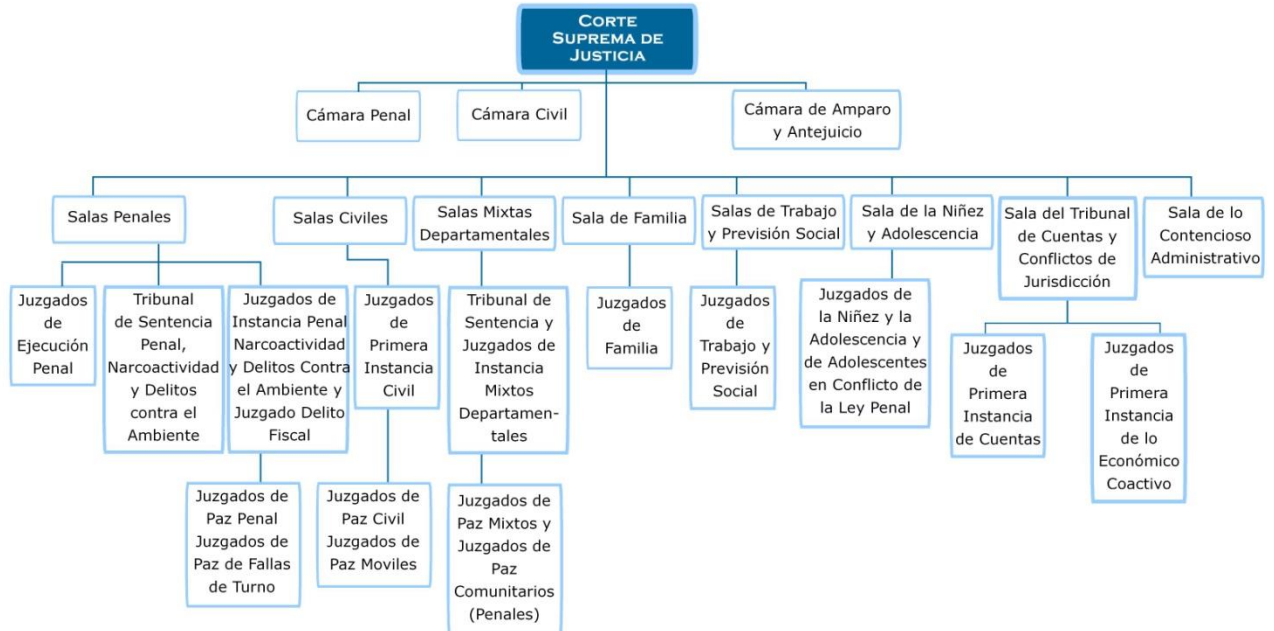 CORTE
SUPREMA DE
JUSTICIA
Cámara Penal
Cámara Civil
Cámara de Amparo
y Antejuicio
Salas Penales
Salas Civiles
Salas Mixtas
Departamentales
Sala de Familia
Salas de Trabajo
y Previsión Social
Sala de la Niñez
y Adolescencia
Sala del Tribunal
de Cuentas y
Conflictos de
Jurisdicción
Sala de lo
Contencioso
Administrativo
Juzgados
de
Ejecución
Penal
Tribunal
de Sentencia
Penal,
Narcoactividad
y Delitos
contra el
Ambiente
Juzgados de
Instancia Penal
Narcoactividad
y Delitos Contra
el Ambiente y
Juzgado Delito
Fiscal
Juzgados
de
Primera
Instancia
Civil
Tribunal de
Sentencia y
Juzgados de
Instancia
Mixtos
Departamen-
tales
Juzgados
de
Familia
Juzgados
de
Trabajo y
Previsión
Social
Juzgados de
la Niñez y la
Adolescencia y
de Adolescentes
en Conflicto de
la Ley Penal
Juzgados
de
Primera
Instancia
de Cuentas
Juzgados
de
Primera
Instancia
de lo
Económico
Coactivo
Juzgados de
Paz Penal
Juzgados de
Paz de Fallas
de Turno
Juzgados de
Paz Civil
Juzgados de
Paz Moviles
Juzgados de
Paz Mixtos y
Juzgados de
Paz
Comunitarios
(Penales)